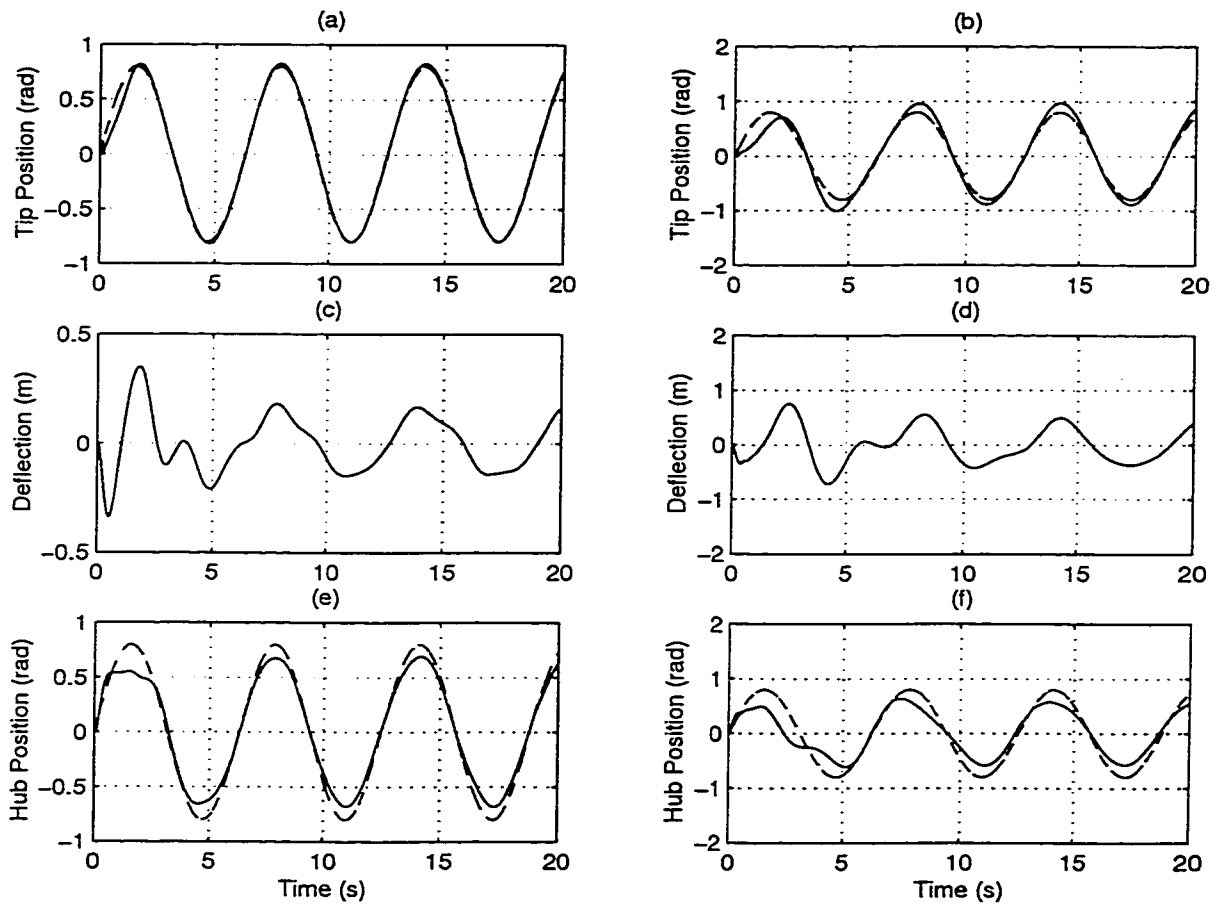 (a)
1
0.5
0
−0.5
−1
Tip Position (rad)
0 5 10 15 20
(b)
2
1
0
−1
−2
Tip Position (rad)
0 5 10 15 20
(c)
0.5
0
−0.5
Deflection (m)
0 5 10 15 20
(d)
2
1
0
−1
−2
Deflection (m)
0 5 10 15 20
(e)
1
0.5
0
−0.5
−1
Hub Position (rad)
0 5 10 15 20
Time (s)
(f)
2
1
0
−1
−2
Hub Position (rad)
0 5 10 15 20
Time (s)